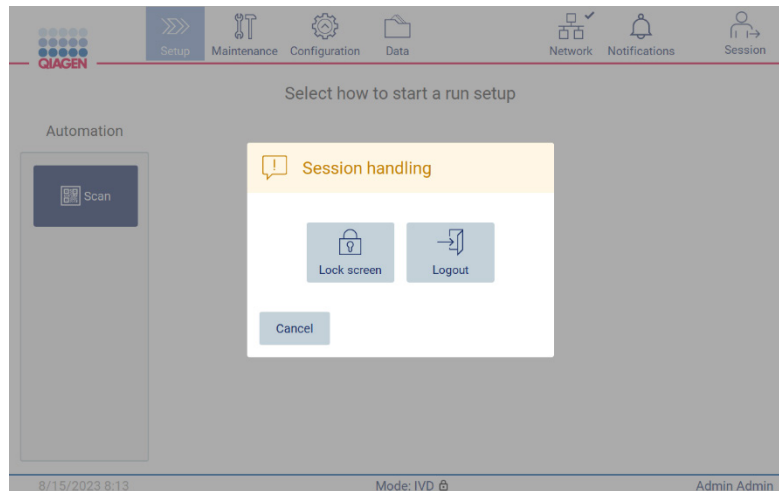 QIAGEN
Setup
Maintenance
Configuration
Data
Network
Notifications
Session
Select how to start a run setup
Automation
Scan
Session handling
Lock screen
Logout
Cancel
8/15/2023 8:13
Mode: IVD
Admin Admin